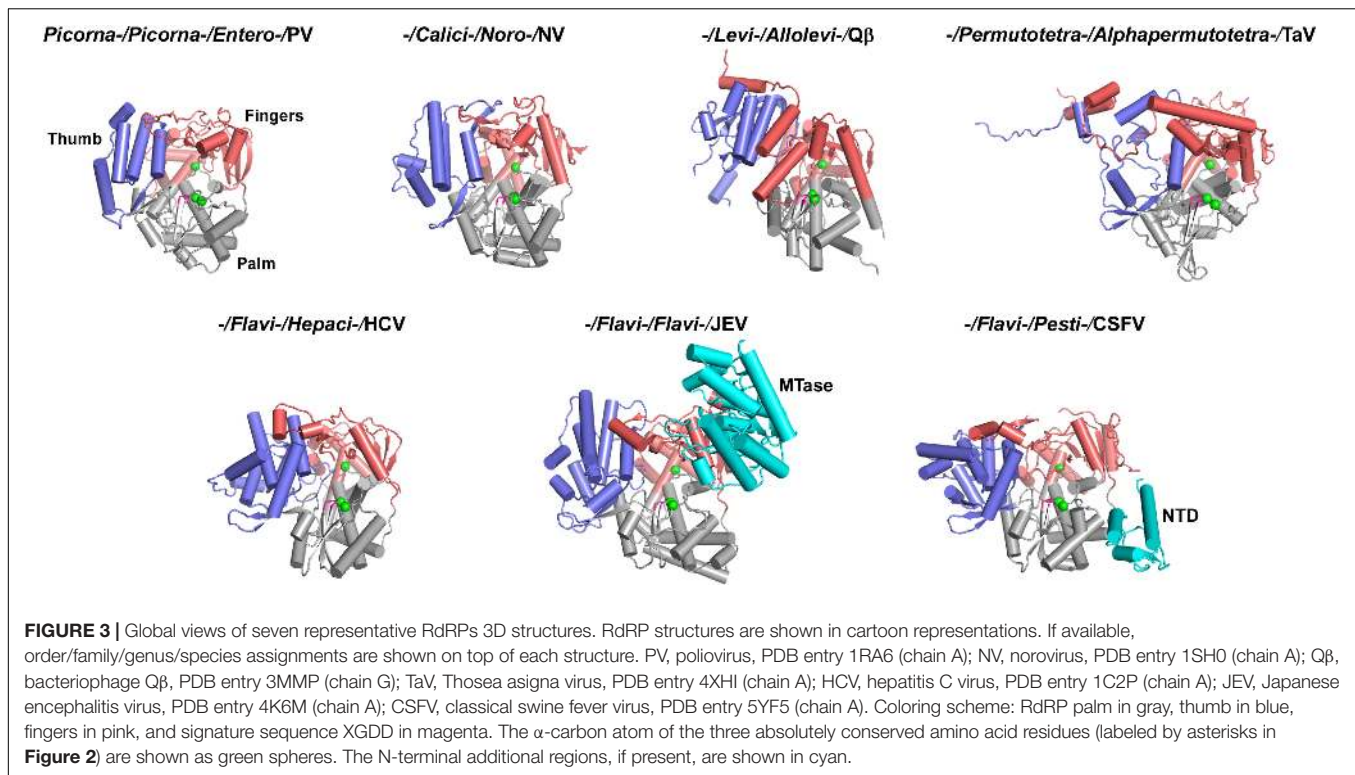 Picorna-/Picorna-/Entero-/PV
-/Calici-/Noro-/NV
-/Levi-/Allolevi-/Qβ
-/Permutotetra-/Alphapermutotetra-/TaV
Thumb
Fingers
Palm
-/Flavi-/Hepaci-/HCV
-/Flavi-/Flavi-/JEV
-/Flavi-/Pesti-/CSFV
MTase
NTD
FIGURE 3 | Global views of seven representative RdRPs 3D structures. RdRP structures are shown in cartoon representations. If available,
order/family/genus/species assignments are shown on top of each structure. PV, poliovirus, PDB entry 1RA6 (chain A); NV, norovirus, PDB entry 1SH0 (chain A); Qβ,
bacteriophage Qβ, PDB entry 3MMP (chain G); TaV, Thosea asigna virus, PDB entry 4XHI (chain A); HCV, hepatitis C virus, PDB entry 1C2P (chain A); JEV, Japanese
encephalitis virus, PDB entry 4K6M (chain A); CSFV, classical swine fever virus, PDB entry 5YF5 (chain A). Coloring scheme: RdRP palm in gray, thumb in blue,
fingers in pink, and signature sequence XGDD in magenta. The α-carbon atom of the three absolutely conserved amino acid residues (labeled by asterisks in
Figure 2) are shown as green spheres. The N-terminal additional regions, if present, are shown in cyan.